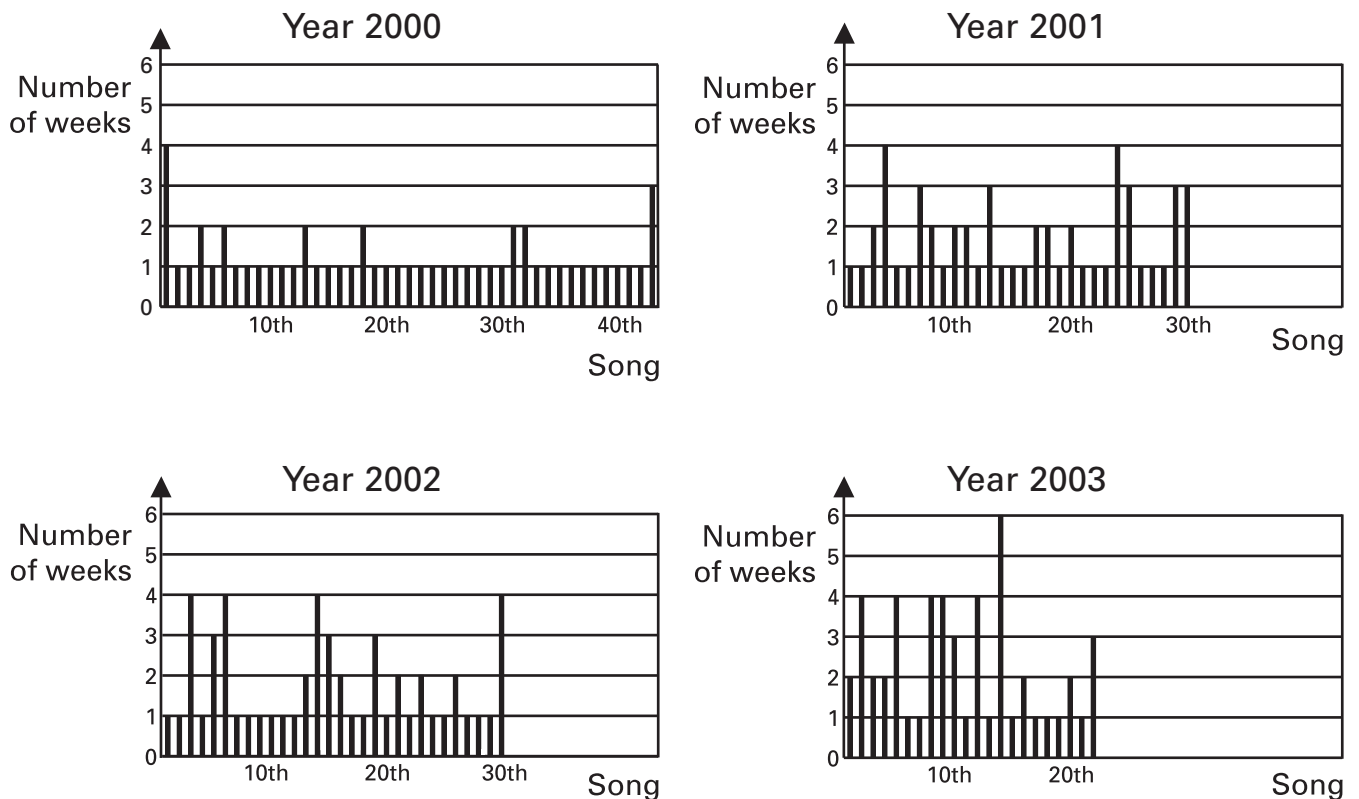 Year 2000
Number
of weeks
6
5
4
3
2
1
0
10th 20th 30th 40th
Song
Year 2001
Number
of weeks
6
5
4
3
2
1
0
10th 20th 30th
Song
Year 2002
Number
of weeks
6
5
4
3
2
1
0
10th 20th 30th
Song
Year 2003
Number
of weeks
6
5
4
3
2
1
0
10th 20th
Song